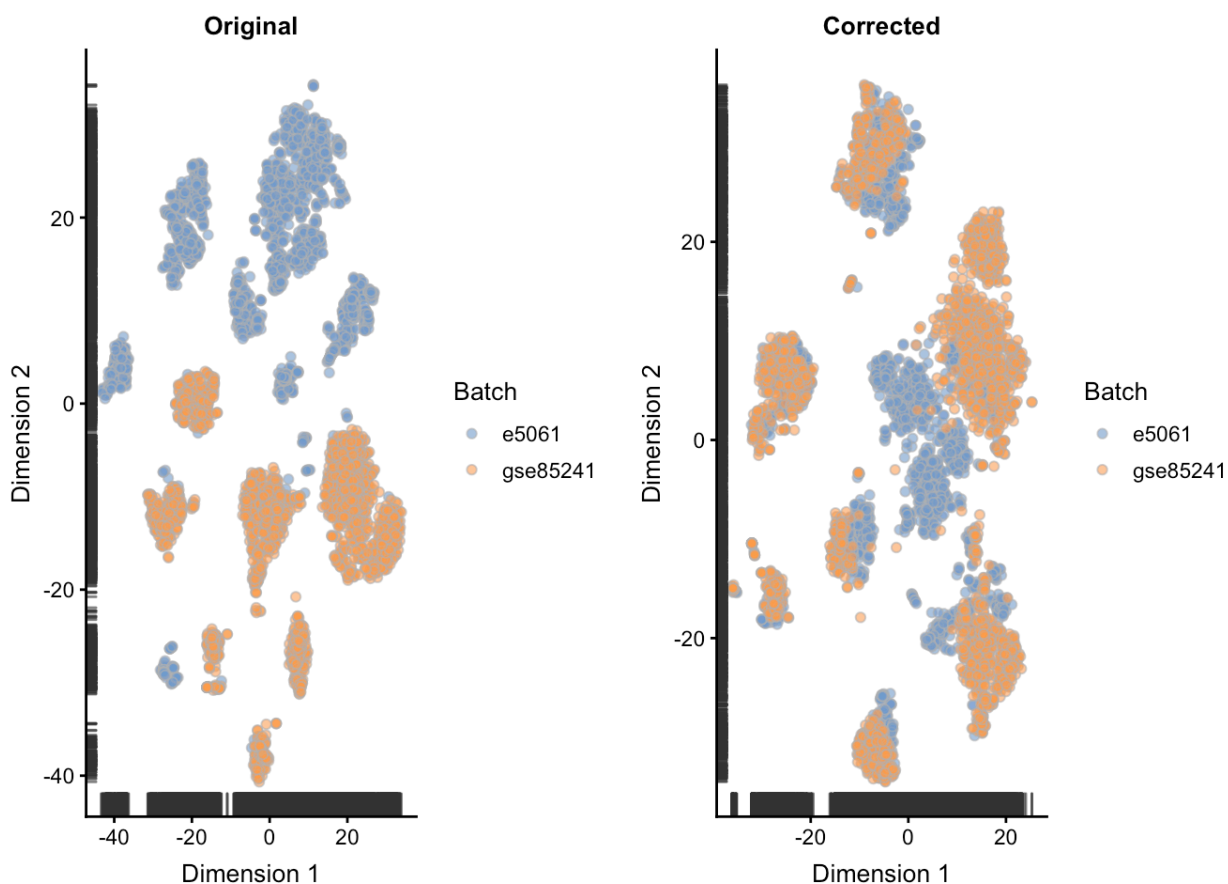 Original
Dimension 2
20
0
-20
-40
-40
-20
0
20
Dimension 1
Batch
e5061
gse85241
Corrected
Dimension 2
20
0
-20
-20
0
20
Dimension 1
Batch
e5061
gse85241